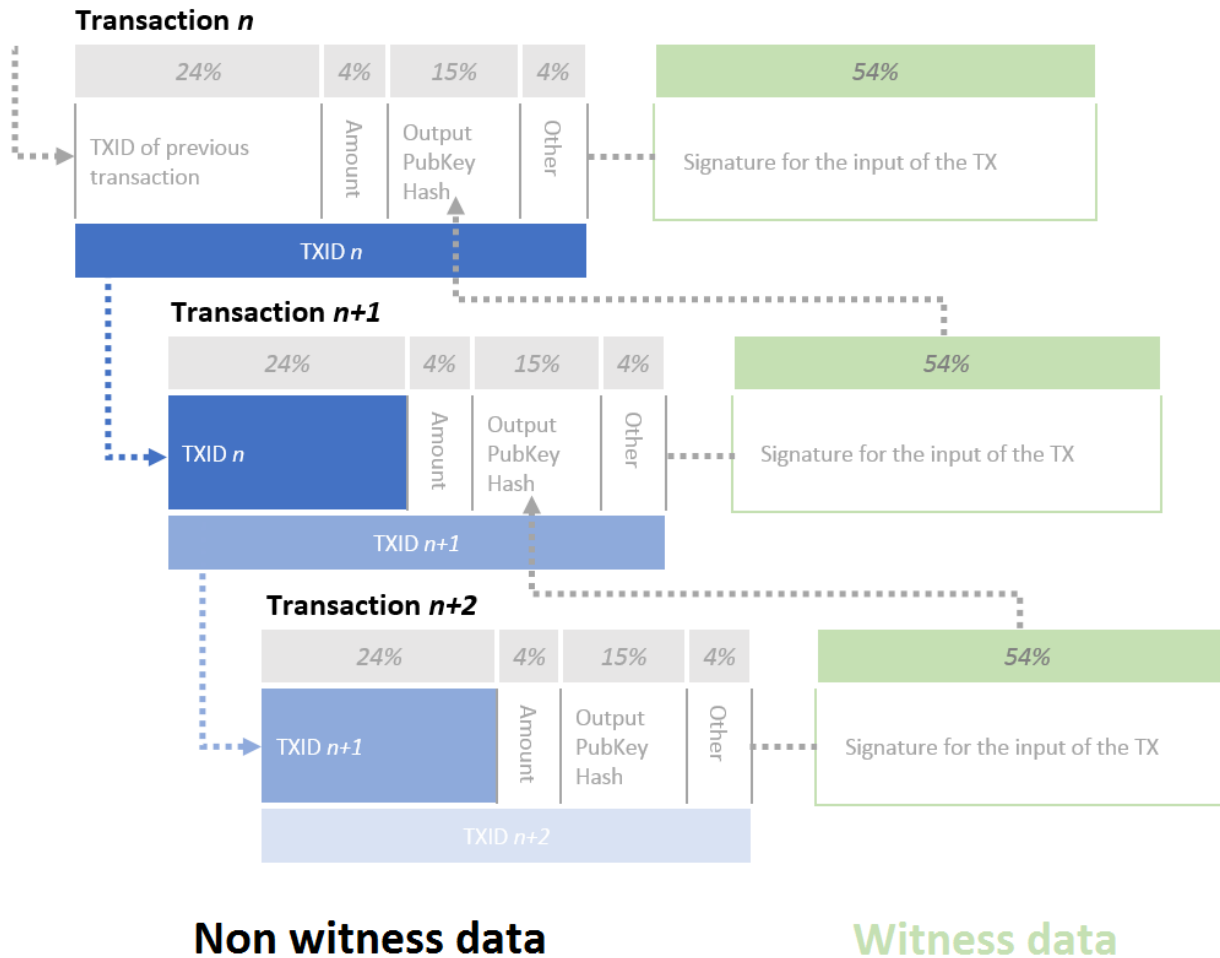 Transaction n
24% 4% 15% 4% 54%
TXID of previous
transaction
Amount
Output
PubKey
Hash
Other
Signature for the input of the TX
TXID n
Transaction n+1
24% 4% 15% 4% 54%
TXID n
Amount
Output
PubKey
Hash
Other
Signature for the input of the TX
TXID n+1
Transaction n+2
24% 4% 15% 4% 54%
TXID n+1
Amount
Output
PubKey
Hash
Other
Signature for the input of the TX
TXID n+2
Non witness data
Witness data